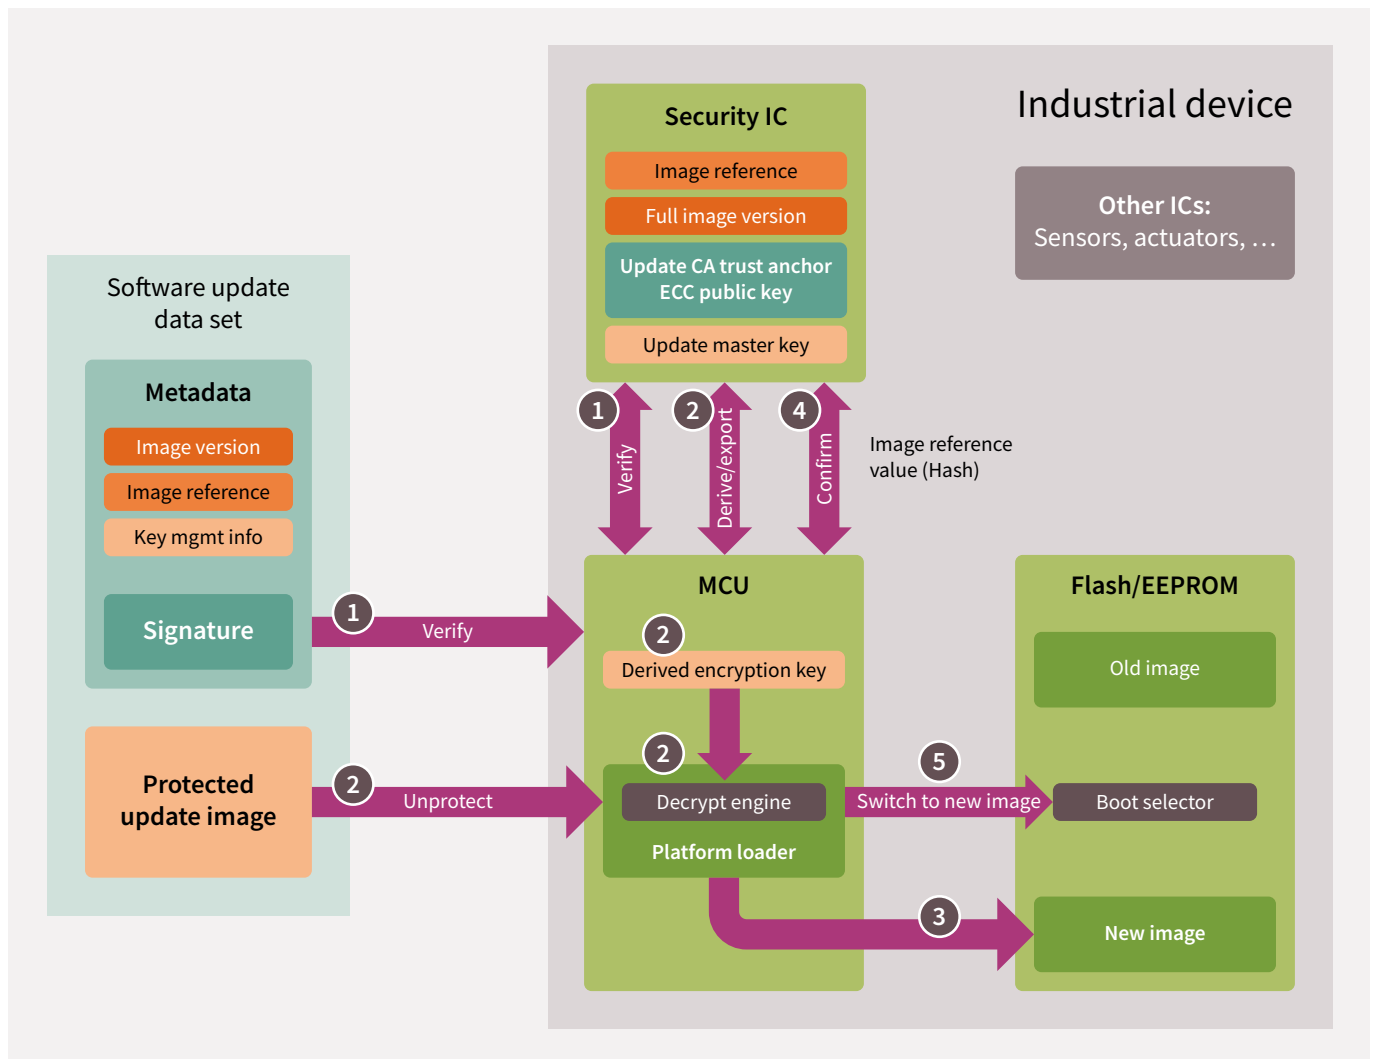 Industrial device
Security IC
Image reference
Full image version
Update CA trust anchor
ECC public key
Update master key
Other ICs:
Sensors, actuators, …
Software update
data set
Metadata
Image version
Image reference
Key mgmt info
Signature
Protected
update image
1
Verify
2
Derive/export
4
Confirm
Image reference
value (Hash)
1
Verify
2
Unprotect
MCU
2
Derived encryption key
2
Decrypt engine
Platform loader
5
Switch to new image
3
Flash/EEPROM
Old image
Boot selector
New image